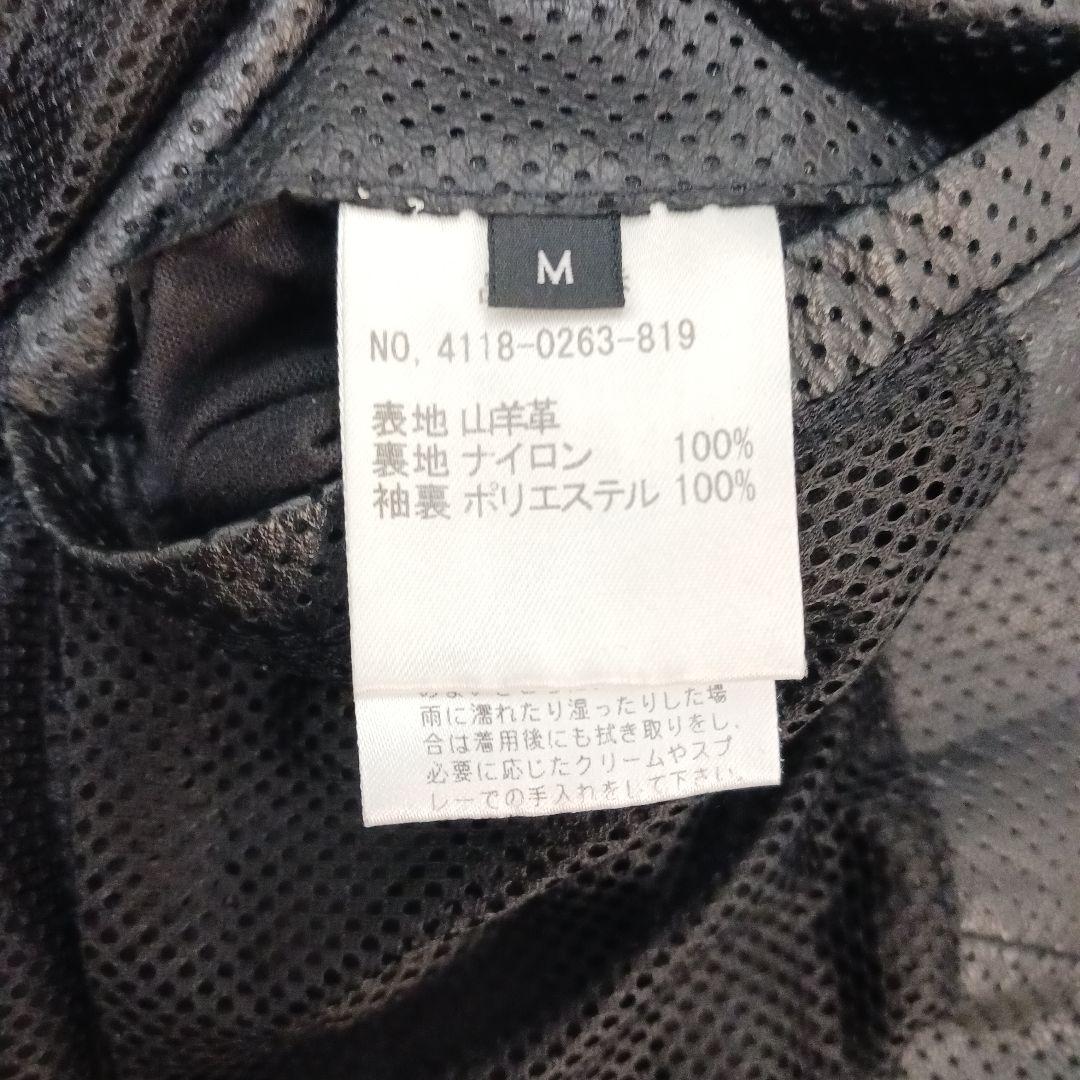 M
NO. 4118-0263-819
表地 山羊革
裏地 ナイロン 100%
袖裏 ポリエステル 100%
雨に濡れたり湿ったりした場
合は着用後にも拭き取りをし、
必要に応じたクリームやスプ
レーでの手入れをして下さい。